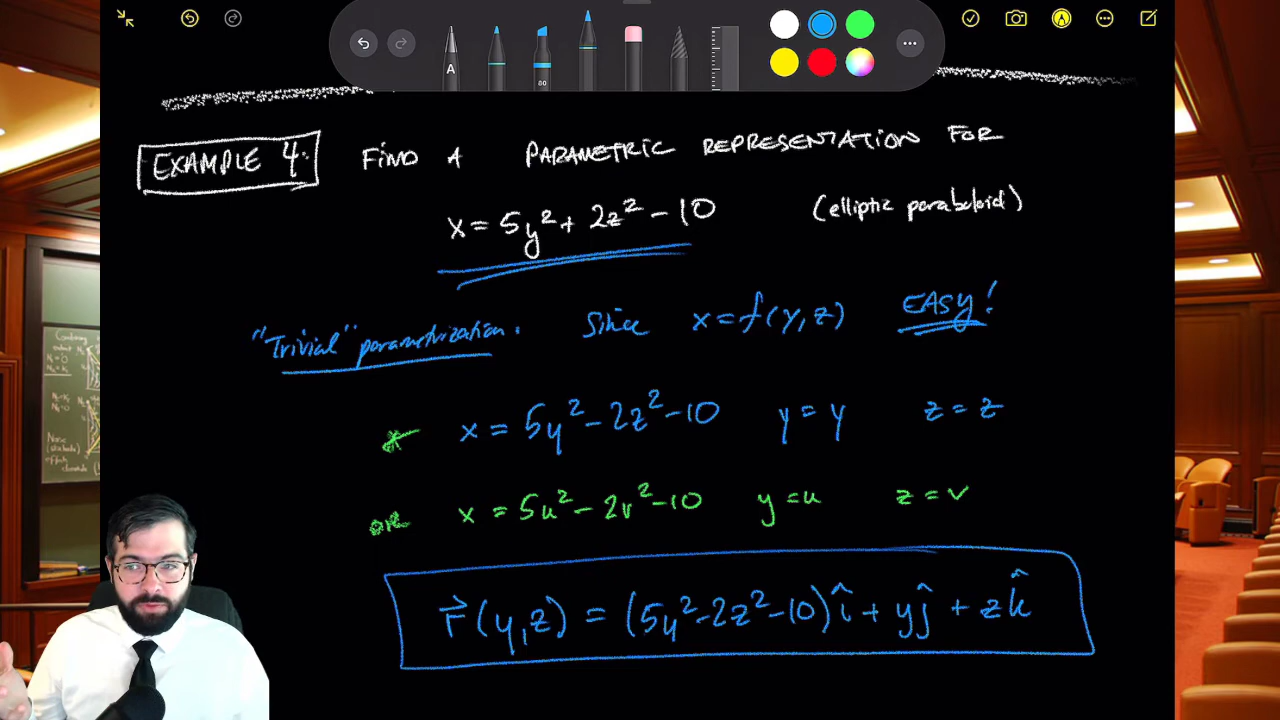 EXAMPLE 4: FIND A PARAMETRIC REPRESENTATION FOR
x = 5y² + 2z² - 10 (elliptic paraboloid)
"Trivial" parametrization. Since x = f(y,z) EASY!
* x = 5y² - 2z² - 10 y = y z = z
or x = 5u² - 2v² - 10 y = u z = v
r⃗(y,z) = (5y² - 2z² - 10)î + yĵ + zk̂
A
80